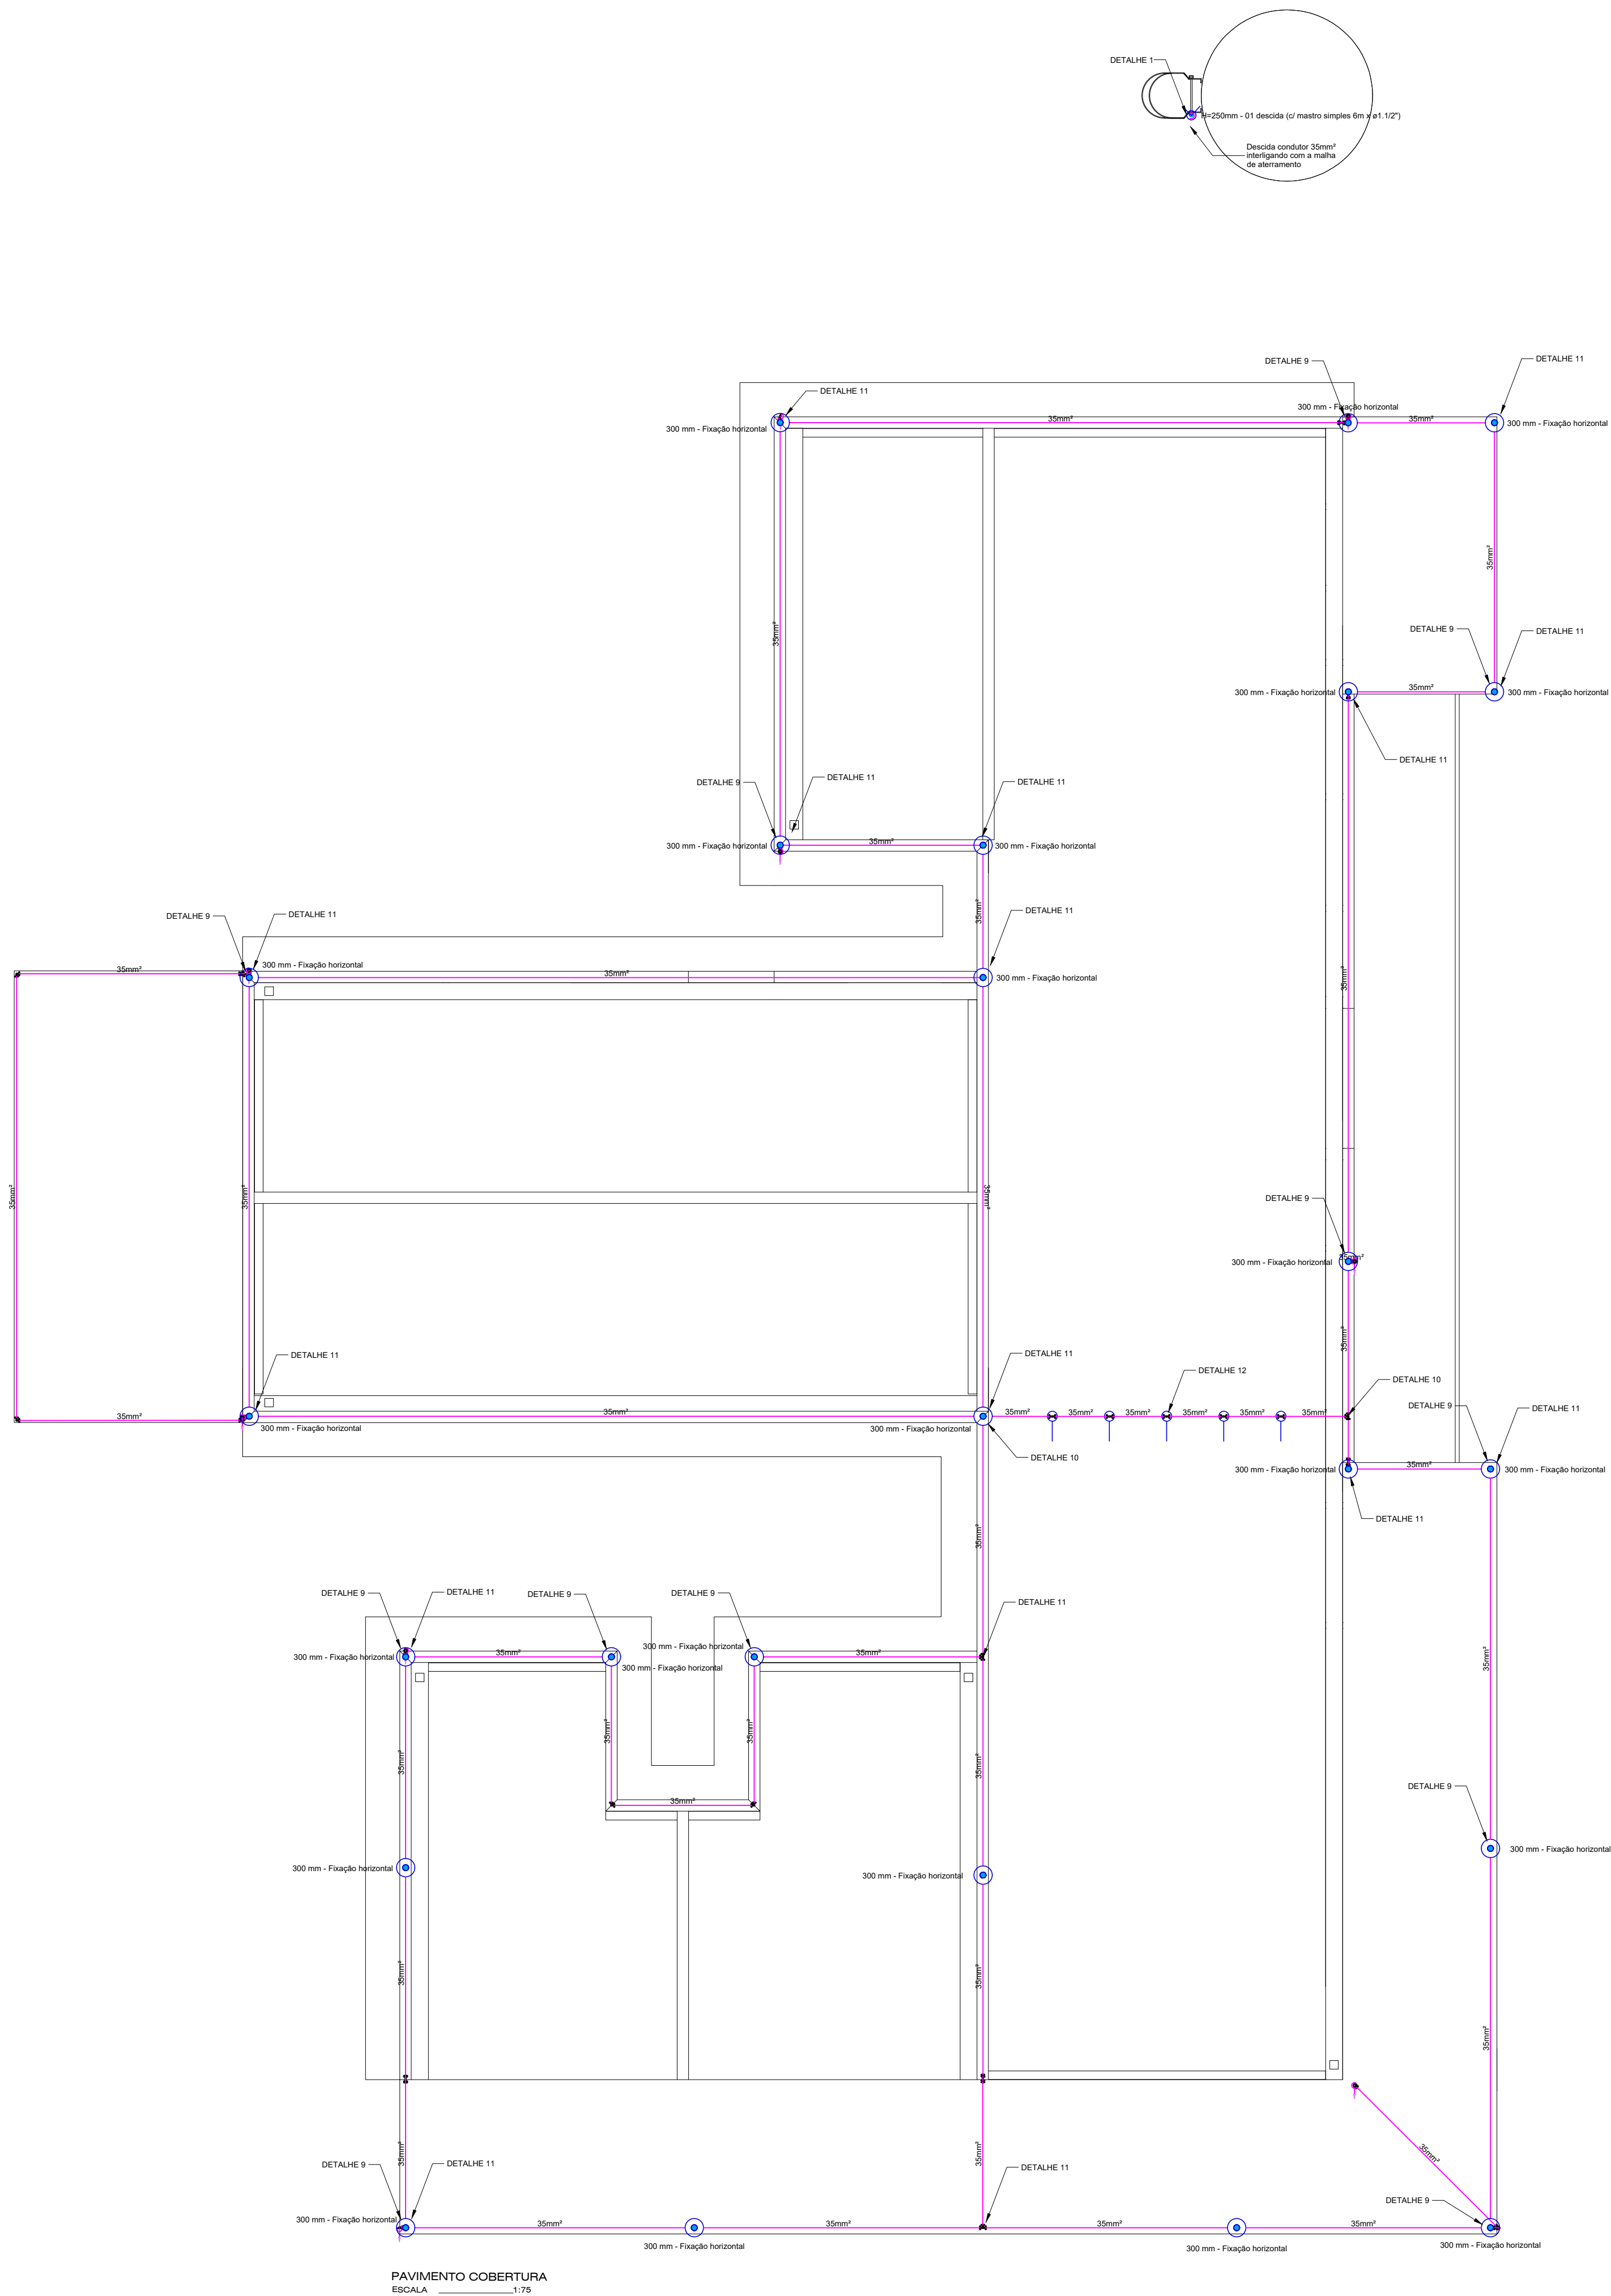 DETALHE 1
H=250mm - 01 descida (c/ mastro simples 6m x ø1.1/2")
Descida condutor 35mm²
interligando com a malha
de aterramento
DETALHE 9
DETALHE 11
DETALHE 11
300 mm - Fixação horizontal
35mm²
35mm²
300 mm - Fixação horizontal
300 mm - Fixação horizontal
35mm²
35mm²
DETALHE 9
DETALHE 11
300 mm - Fixação horizontal
35mm²
300 mm - Fixação horizontal
DETALHE 11
DETALHE 9
DETALHE 11
DETALHE 11
300 mm - Fixação horizontal
35mm²
300 mm - Fixação horizontal
35mm²
DETALHE 9
DETALHE 11
DETALHE 11
35mm²
300 mm - Fixação horizontal
35mm²
300 mm - Fixação horizontal
35mm²
35mm²
35mm²
35mm²
DETALHE 9
300 mm - Fixação horizontal
35mm²
35mm²
DETALHE 11
DETALHE 11
DETALHE 12
DETALHE 10
35mm²
35mm²
35mm²
35mm²
35mm²
35mm²
35mm²
35mm²
300 mm - Fixação horizontal
300 mm - Fixação horizontal
DETALHE 10
DETALHE 9
DETALHE 11
300 mm - Fixação horizontal
35mm²
300 mm - Fixação horizontal
DETALHE 11
35mm²
DETALHE 9
DETALHE 11
DETALHE 9
DETALHE 9
DETALHE 11
300 mm - Fixação horizontal
35mm²
300 mm - Fixação horizontal
300 mm - Fixação horizontal
35mm²
35mm²
35mm²
35mm²
35mm²
35mm²
35mm²
35mm²
DETALHE 9
300 mm - Fixação horizontal
300 mm - Fixação horizontal
300 mm - Fixação horizontal
35mm²
35mm²
35mm²
35mm²
35mm²
35mm²
DETALHE 9
DETALHE 11
DETALHE 11
DETALHE 9
300 mm - Fixação horizontal
35mm²
35mm²
35mm²
35mm²
300 mm - Fixação horizontal
300 mm - Fixação horizontal
300 mm - Fixação horizontal
PAVIMENTO COBERTURA
ESCALA 1:75